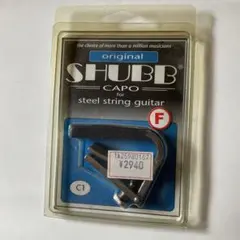 the choice of more than a million musicians
original
SHUBB®
CAPO
for
steel string guitar
F
¥2940
C1